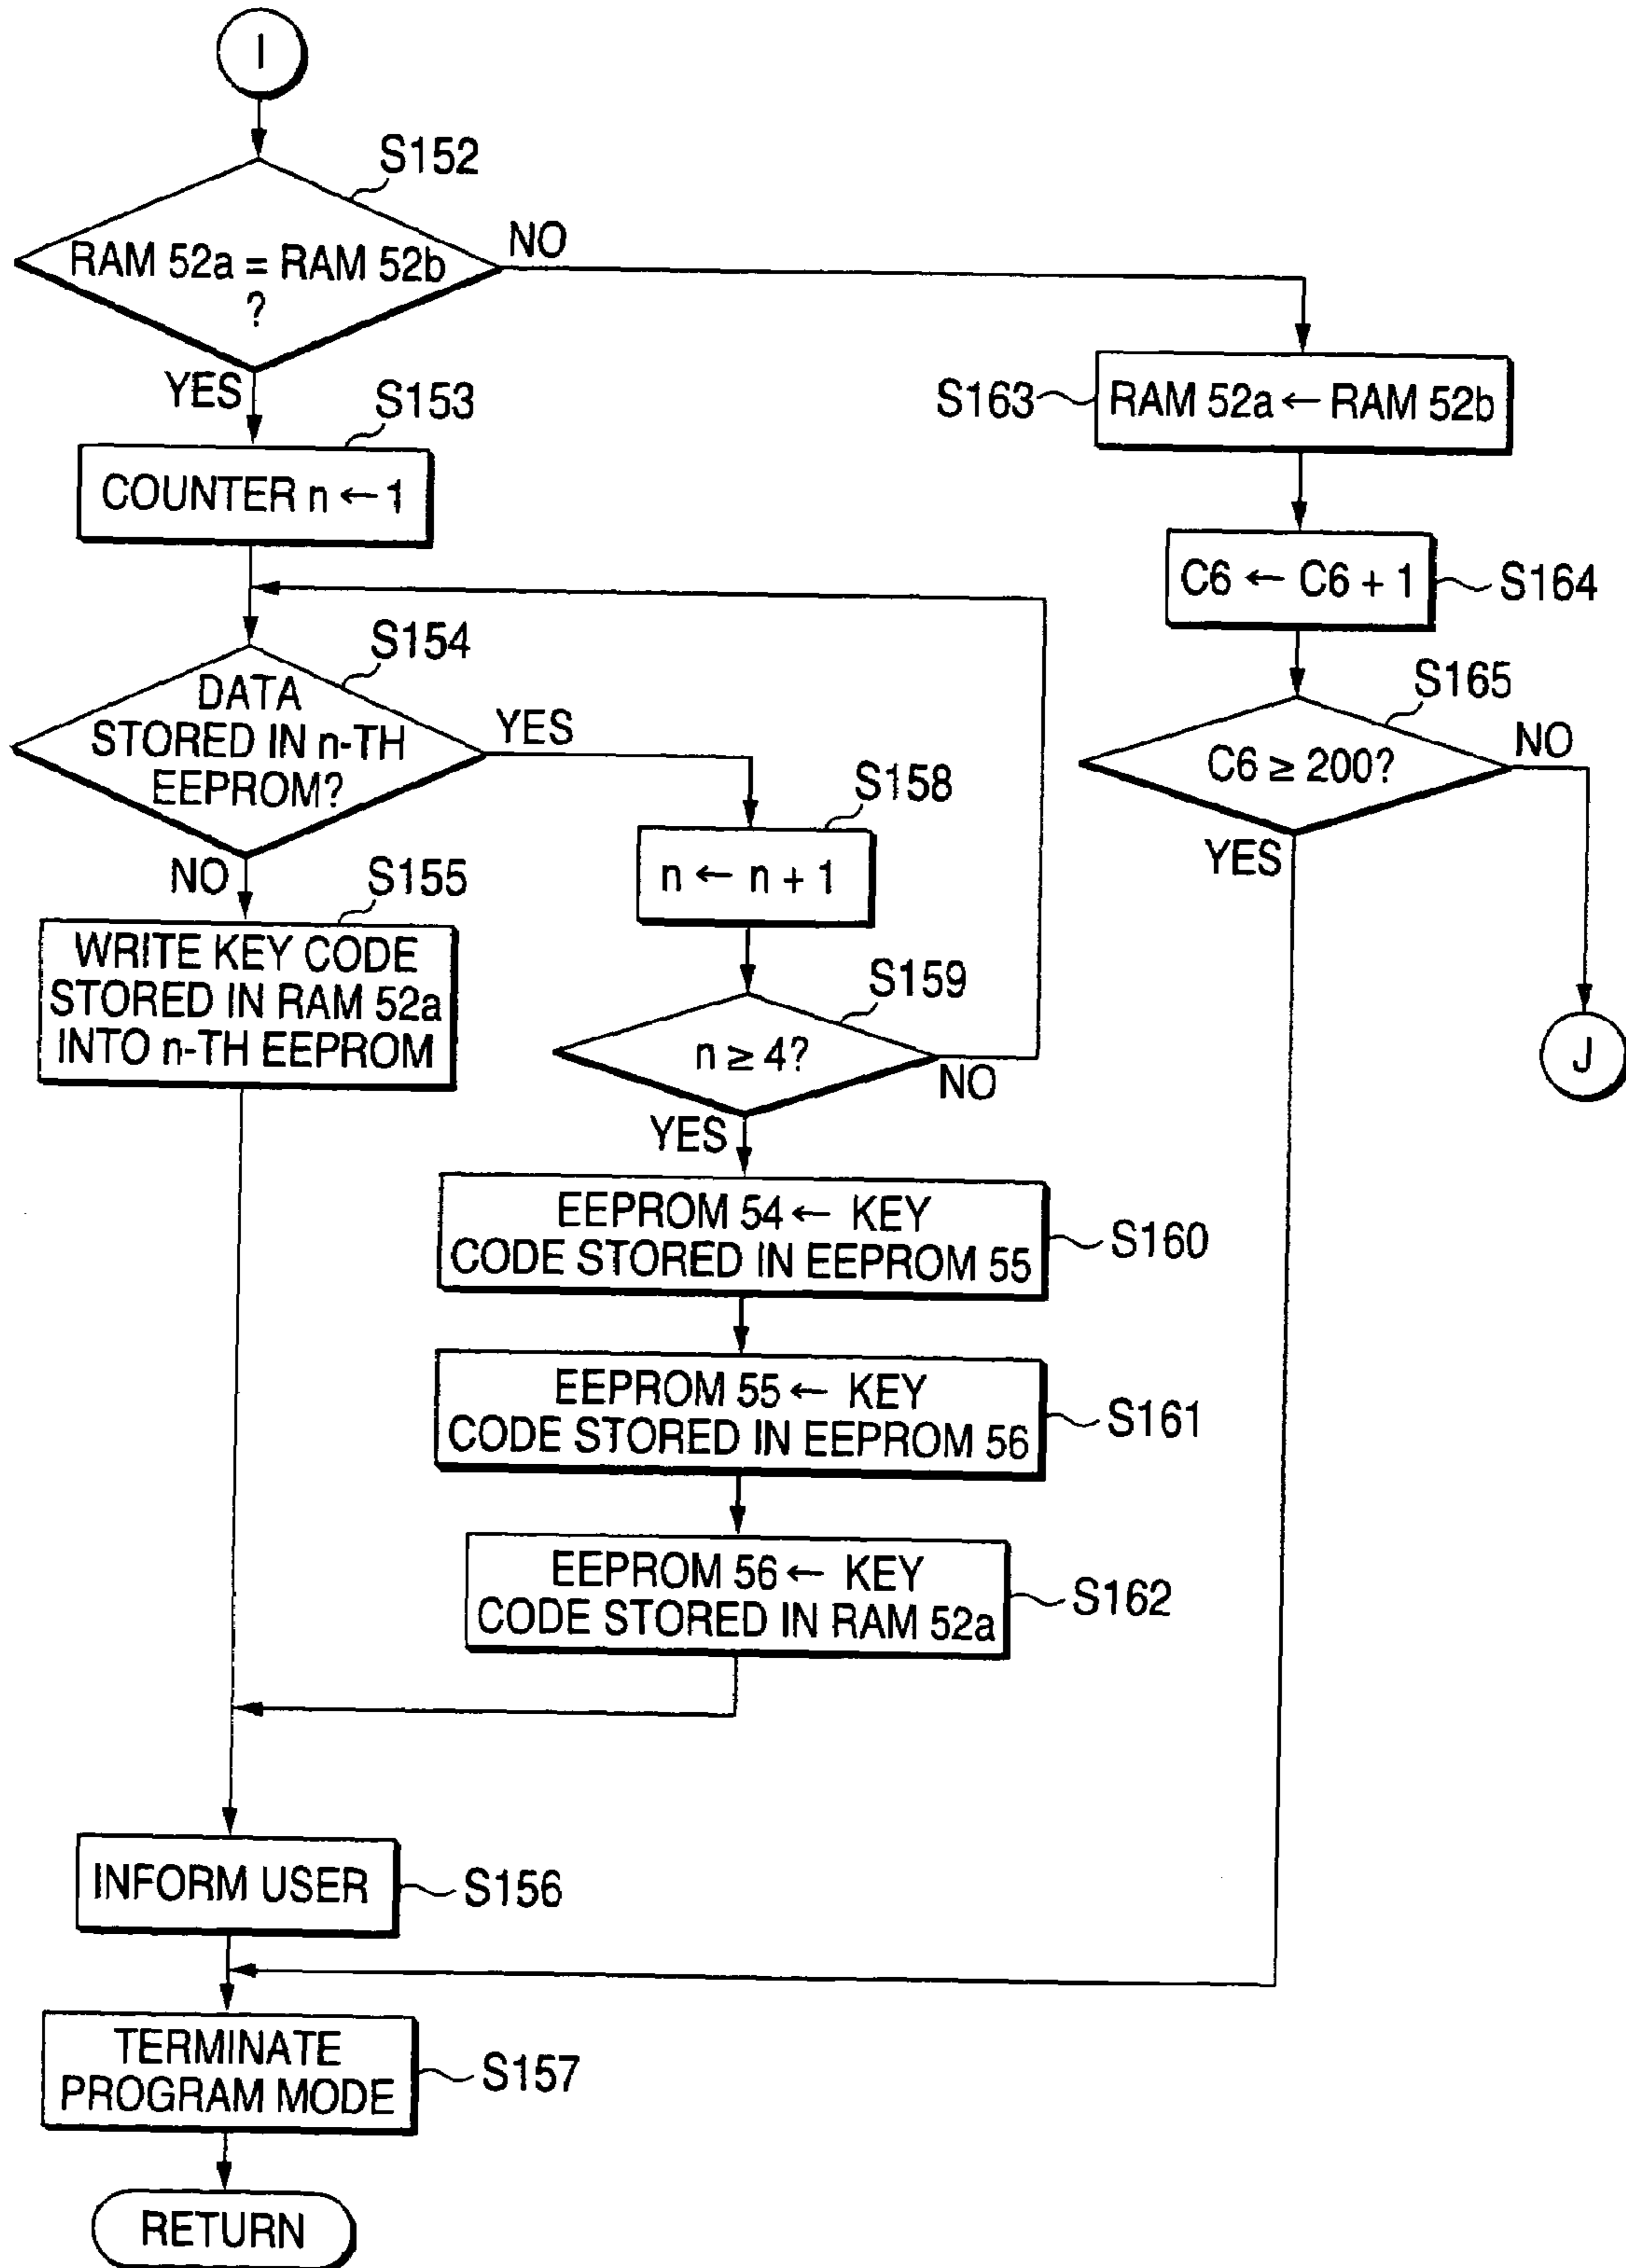 I
S152
RAM 52a = RAM 52b
?
NO
YES
S153
COUNTER n ← 1
S163
RAM 52a ← RAM 52b
C6 ← C6 + 1
S164
S154
DATA
STORED IN n-TH
EEPROM?
YES
NO
S165
C6 ≥ 200?
NO
YES
S158
n ← n + 1
S155
WRITE KEY CODE
STORED IN RAM 52a
INTO n-TH EEPROM
S159
n ≥ 4?
NO
YES
J
EEPROM 54 ← KEY
CODE STORED IN EEPROM 55
S160
EEPROM 55 ← KEY
CODE STORED IN EEPROM 56
S161
EEPROM 56 ← KEY
CODE STORED IN RAM 52a
S162
INFORM USER
S156
TERMINATE
PROGRAM MODE
S157
RETURN